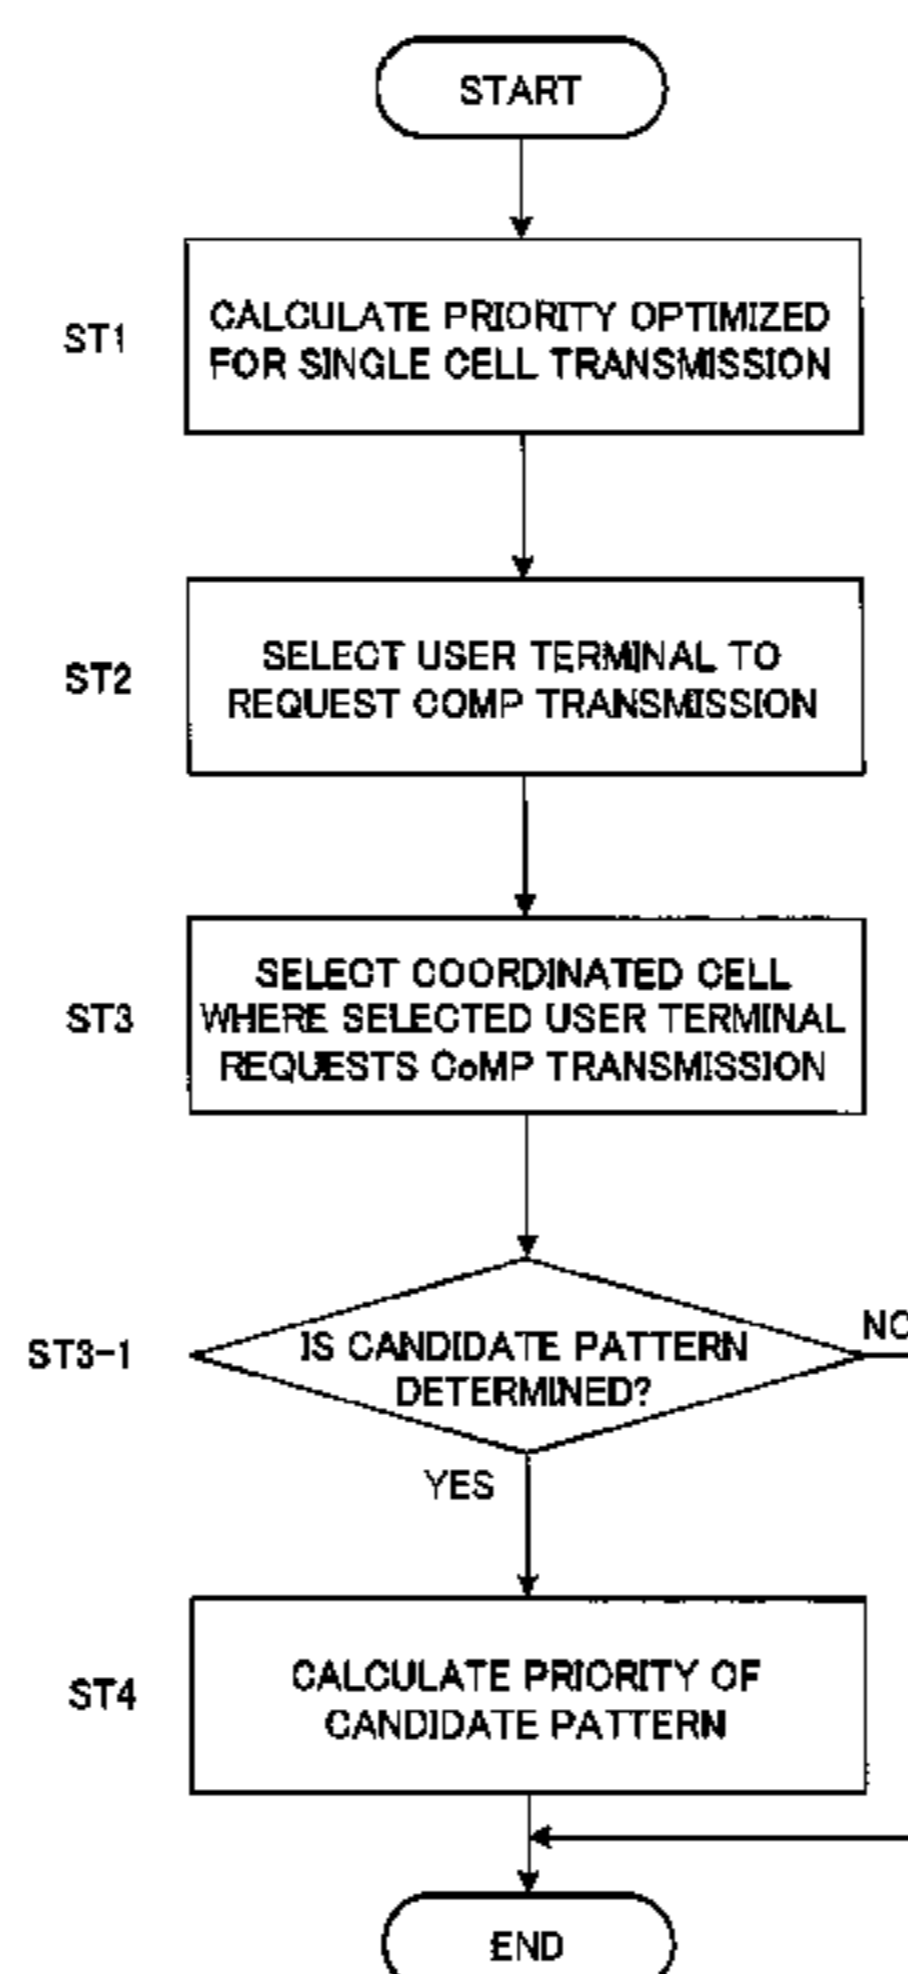 START
ST1
CALCULATE PRIORITY OPTIMIZED
FOR SINGLE CELL TRANSMISSION
ST2
SELECT USER TERMINAL TO
REQUEST COMP TRANSMISSION
ST3
SELECT COORDINATED CELL
WHERE SELECTED USER TERMINAL
REQUESTS CoMP TRANSMISSION
ST3-1
IS CANDIDATE PATTERN
DETERMINED?
NO
YES
ST4
CALCULATE PRIORITY OF
CANDIDATE PATTERN
END